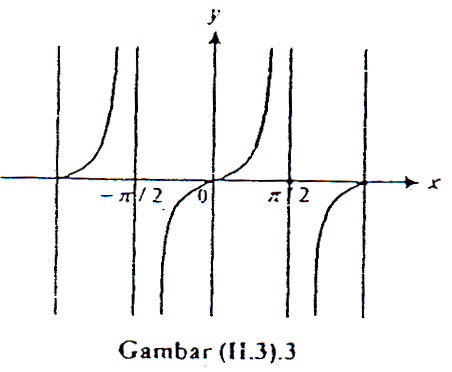 y
x
−π/2 0 π/2
Gambar (II.3).3